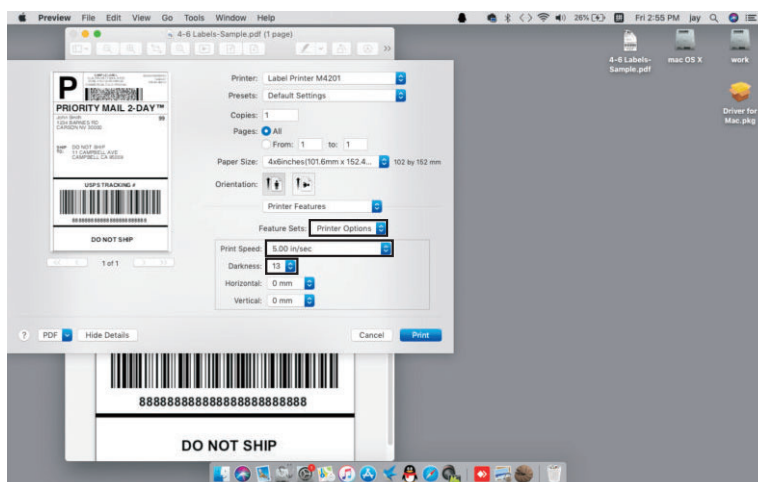 Preview File Edit View Go Tools Window Help
26% Fri 2:55 PM jay
4-6 Labels-Sample.pdf (1 page)
4-6 Labels-
Sample.pdf
mac OS X
work
Driver for
Mac.pkg
Printer: Label Printer M4201
Presets: Default Settings
Copies: 1
Pages: All
From: 1 to: 1
Paper Size: 4x6inches(101.6mm x 152.4... 102 by 152 mm
Orientation:
Printer Features
Feature Sets: Printer Options
Print Speed: 5.00 in/sec
Darkness: 13
Horizontal: 0 mm
Vertical: 0 mm
P
PRIORITY MAIL 2-DAY™
John Smith
DO NOT SHIP
11 CAMPBELL AVE
USPS TRACKING #
DO NOT SHIP
1 of 1
? PDF Hide Details Cancel Print
DO NOT SHIP